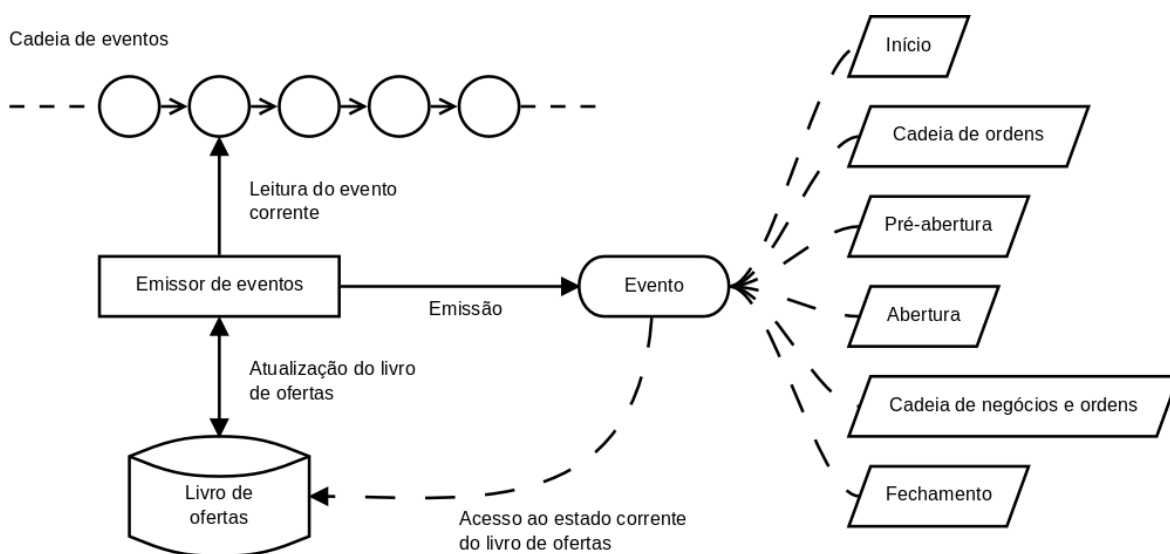 Cadeia de eventos
Início
Cadeia de ordens
Leitura do evento
corrente
Pré-abertura
Emissor de eventos
Emissão
Evento
Abertura
Atualização do livro
de ofertas
Cadeia de negócios e ordens
Livro de
ofertas
Fechamento
Acesso ao estado corrente
do livro de ofertas